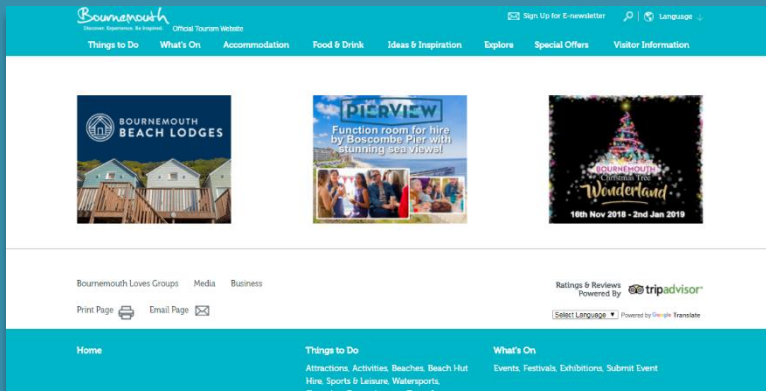 Bournemouth
Discover. Experience. Be Inspired.
Official Tourism Website
Sign Up for E-newsletter
Language
Things to Do What's On Accommodation Food & Drink Ideas & Inspiration Explore Special Offers Visitor Information
BOURNEMOUTH
BEACH LODGES
PIERVIEW
Function room for hire
by Boscombe Pier with
stunning sea views!
BOURNEMOUTH
Christmas Tree
Wonderland
16th Nov 2018 - 2nd Jan 2019
Bournemouth Loves Groups Media Business
Ratings & Reviews
Powered By
tripadvisor
Print Page Email Page
Select Language Powered by Google Translate
Home
Things to Do
What's On
Attractions, Activities, Beaches, Beach Hut
Hire, Sports & Leisure, Watersports,
Events, Festivals, Exhibitions, Submit Event